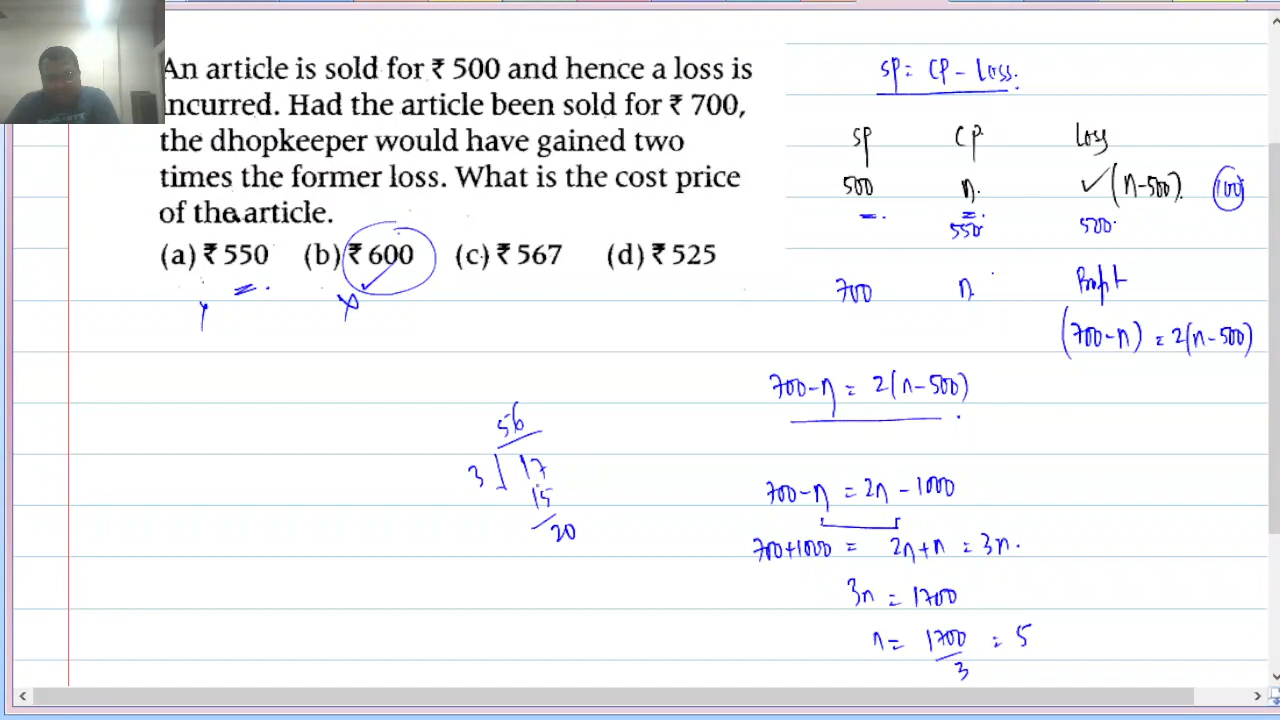 An article is sold for ₹ 500 and hence a loss is
incurred. Had the article been sold for ₹ 700,
the dhopkeeper would have gained two
times the former loss. What is the cost price
of the article.
(a) ₹ 550 (b) ₹ 600 (c) ₹ 567 (d) ₹ 525
SP = CP - Loss.
SP CP Loss
500 n. (n-500). 100
550 500.
700 n. Profit
(700-n) = 2(n-500)
700-n = 2(n-500)
700-n = 2n - 1000
700+1000 = 2n+n = 3n.
3n = 1700
n = 1700 = 5
3
56
3 17
15
20